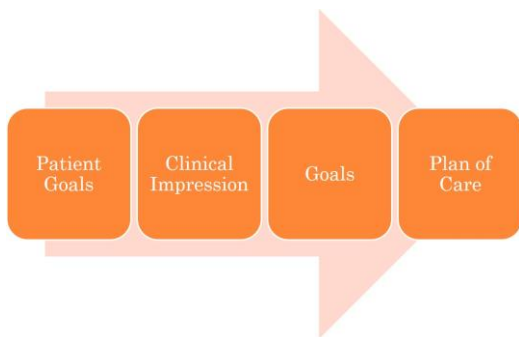 Patient
Goals
Clinical
Impression
Goals
Plan of
Care